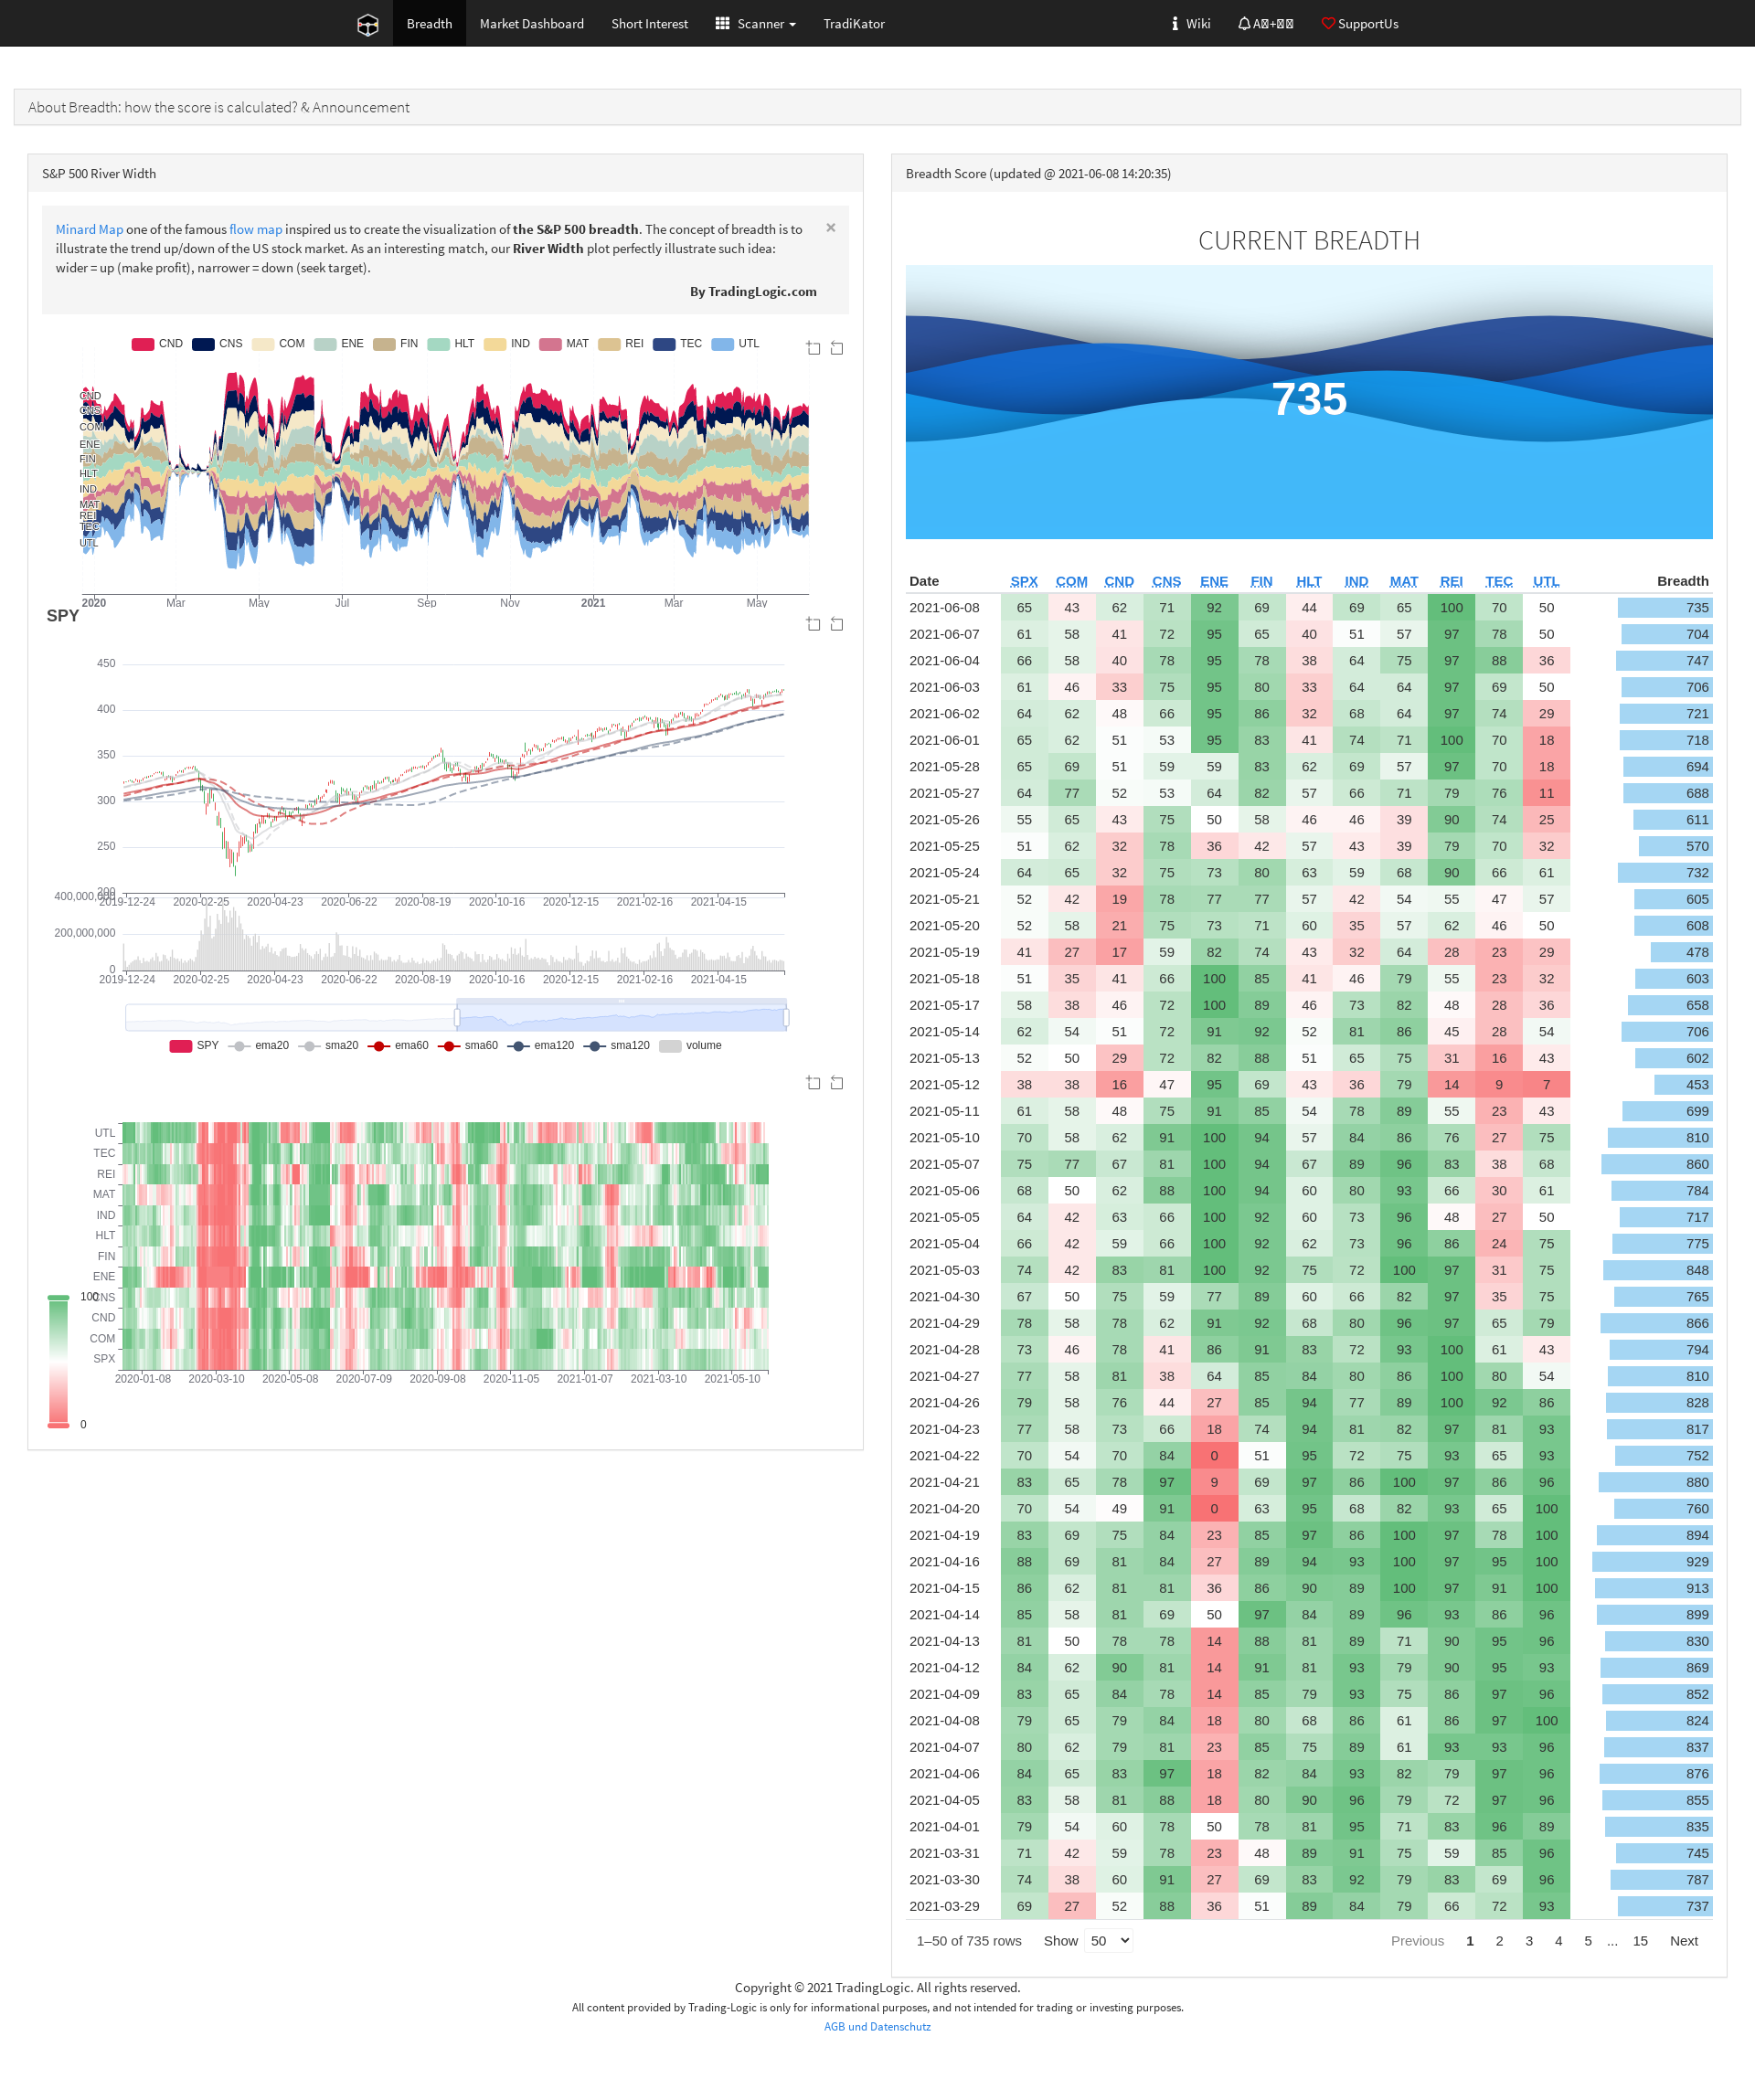 Breadth Market Dashboard Short Interest Scanner TradiKator Wiki SupportUs
About Breadth: how the score is calculated? & Announcement
S&P 500 River Width
Minard Map one of the famous flow map inspired us to create the visualization of the S&P 500 breadth. The concept of breadth is to
illustrate the trend up/down of the US stock market. As an interesting match, our River Width plot perfectly illustrate such idea:
wider = up (make profit), narrower = down (seek target).
×
By TradingLogic.com
CND CNS COM ENE FIN HLT IND MAT REI TEC UTL
CND
CNS
COM
ENE
FIN
HLT
IND
MAT
REI
TEC
UTL
2020 Mar May Jul Sep Nov 2021 Mar May
SPY
450
400
350
300
250
200
2019-12-24 2020-02-25 2020-04-23 2020-06-22 2020-08-19 2020-10-16 2020-12-15 2021-02-16 2021-04-15
400,000,000
200,000,000
0
2019-12-24 2020-02-25 2020-04-23 2020-06-22 2020-08-19 2020-10-16 2020-12-15 2021-02-16 2021-04-15
SPY ema20 sma20 ema60 sma60 ema120 sma120 volume
UTL
TEC
REI
MAT
IND
HLT
FIN
ENE
CNS
CND
COM
SPX
2020-01-08 2020-03-10 2020-05-08 2020-07-09 2020-09-08 2020-11-05 2021-01-07 2021-03-10 2021-05-10
100
0
Breadth Score (updated @ 2021-06-08 14:20:35)
CURRENT BREADTH
735
Date SPX COM CND CNS ENE FIN HLT IND MAT REI TEC UTL Breadth
2021-06-08 65 43 62 71 92 69 44 69 65 100 70 50 735
2021-06-07 61 58 41 72 95 65 40 51 57 97 78 50 704
2021-06-04 66 58 40 78 95 78 38 64 75 97 88 36 747
2021-06-03 61 46 33 75 95 80 33 64 64 97 69 50 706
2021-06-02 64 62 48 66 95 86 32 68 64 97 74 29 721
2021-06-01 65 62 51 53 95 83 41 74 71 100 70 18 718
2021-05-28 65 69 51 59 59 83 62 69 57 97 70 18 694
2021-05-27 64 77 52 53 64 82 57 66 71 79 76 11 688
2021-05-26 55 65 43 75 50 58 46 46 39 90 74 25 611
2021-05-25 51 62 32 78 36 42 57 43 39 79 70 32 570
2021-05-24 64 65 32 75 73 80 63 59 68 90 66 61 732
2021-05-21 52 42 19 78 77 77 57 42 54 55 47 57 605
2021-05-20 52 58 21 75 73 71 60 35 57 62 46 50 608
2021-05-19 41 27 17 59 82 74 43 32 64 28 23 29 478
2021-05-18 51 35 41 66 100 85 41 46 79 55 23 32 603
2021-05-17 58 38 46 72 100 89 46 73 82 48 28 36 658
2021-05-14 62 54 51 72 91 92 52 81 86 45 28 54 706
2021-05-13 52 50 29 72 82 88 51 65 75 31 16 43 602
2021-05-12 38 38 16 47 95 69 43 36 79 14 9 7 453
2021-05-11 61 58 48 75 91 85 54 78 89 55 23 43 699
2021-05-10 70 58 62 91 100 94 57 84 86 76 27 75 810
2021-05-07 75 77 67 81 100 94 67 89 96 83 38 68 860
2021-05-06 68 50 62 88 100 94 60 80 93 66 30 61 784
2021-05-05 64 42 63 66 100 92 60 73 96 48 27 50 717
2021-05-04 66 42 59 66 100 92 62 73 96 86 24 75 775
2021-05-03 74 42 83 81 100 92 75 72 100 97 31 75 848
2021-04-30 67 50 75 59 77 89 60 66 82 97 35 75 765
2021-04-29 78 58 78 62 91 92 68 80 96 97 65 79 866
2021-04-28 73 46 78 41 86 91 83 72 93 100 61 43 794
2021-04-27 77 58 81 38 64 85 84 80 86 100 80 54 810
2021-04-26 79 58 76 44 27 85 94 77 89 100 92 86 828
2021-04-23 77 58 73 66 18 74 94 81 82 97 81 93 817
2021-04-22 70 54 70 84 0 51 95 72 75 93 65 93 752
2021-04-21 83 65 78 97 9 69 97 86 100 97 86 96 880
2021-04-20 70 54 49 91 0 63 95 68 82 93 65 100 760
2021-04-19 83 69 75 84 23 85 97 86 100 97 78 100 894
2021-04-16 88 69 81 84 27 89 94 93 100 97 95 100 929
2021-04-15 86 62 81 81 36 86 90 89 100 97 91 100 913
2021-04-14 85 58 81 69 50 97 84 89 96 93 86 96 899
2021-04-13 81 50 78 78 14 88 81 89 71 90 95 96 830
2021-04-12 84 62 90 81 14 91 81 93 79 90 95 93 869
2021-04-09 83 65 84 78 14 85 79 93 75 86 97 96 852
2021-04-08 79 65 79 84 18 80 68 86 61 86 97 100 824
2021-04-07 80 62 79 81 23 85 75 89 61 93 93 96 837
2021-04-06 84 65 83 97 18 82 84 93 82 79 97 96 876
2021-04-05 83 58 81 88 18 80 90 96 79 72 97 96 855
2021-04-01 79 54 60 78 50 78 81 95 71 83 96 89 835
2021-03-31 71 42 59 78 23 48 89 91 75 59 85 96 745
2021-03-30 74 38 60 91 27 69 83 92 79 83 69 96 787
2021-03-29 69 27 52 88 36 51 89 84 79 66 72 93 737
1–50 of 735 rows Show 50 Previous 1 2 3 4 5 ... 15 Next
Copyright © 2021 TradingLogic. All rights reserved.
All content provided by Trading-Logic is only for informational purposes, and not intended for trading or investing purposes.
AGB und Datenschutz